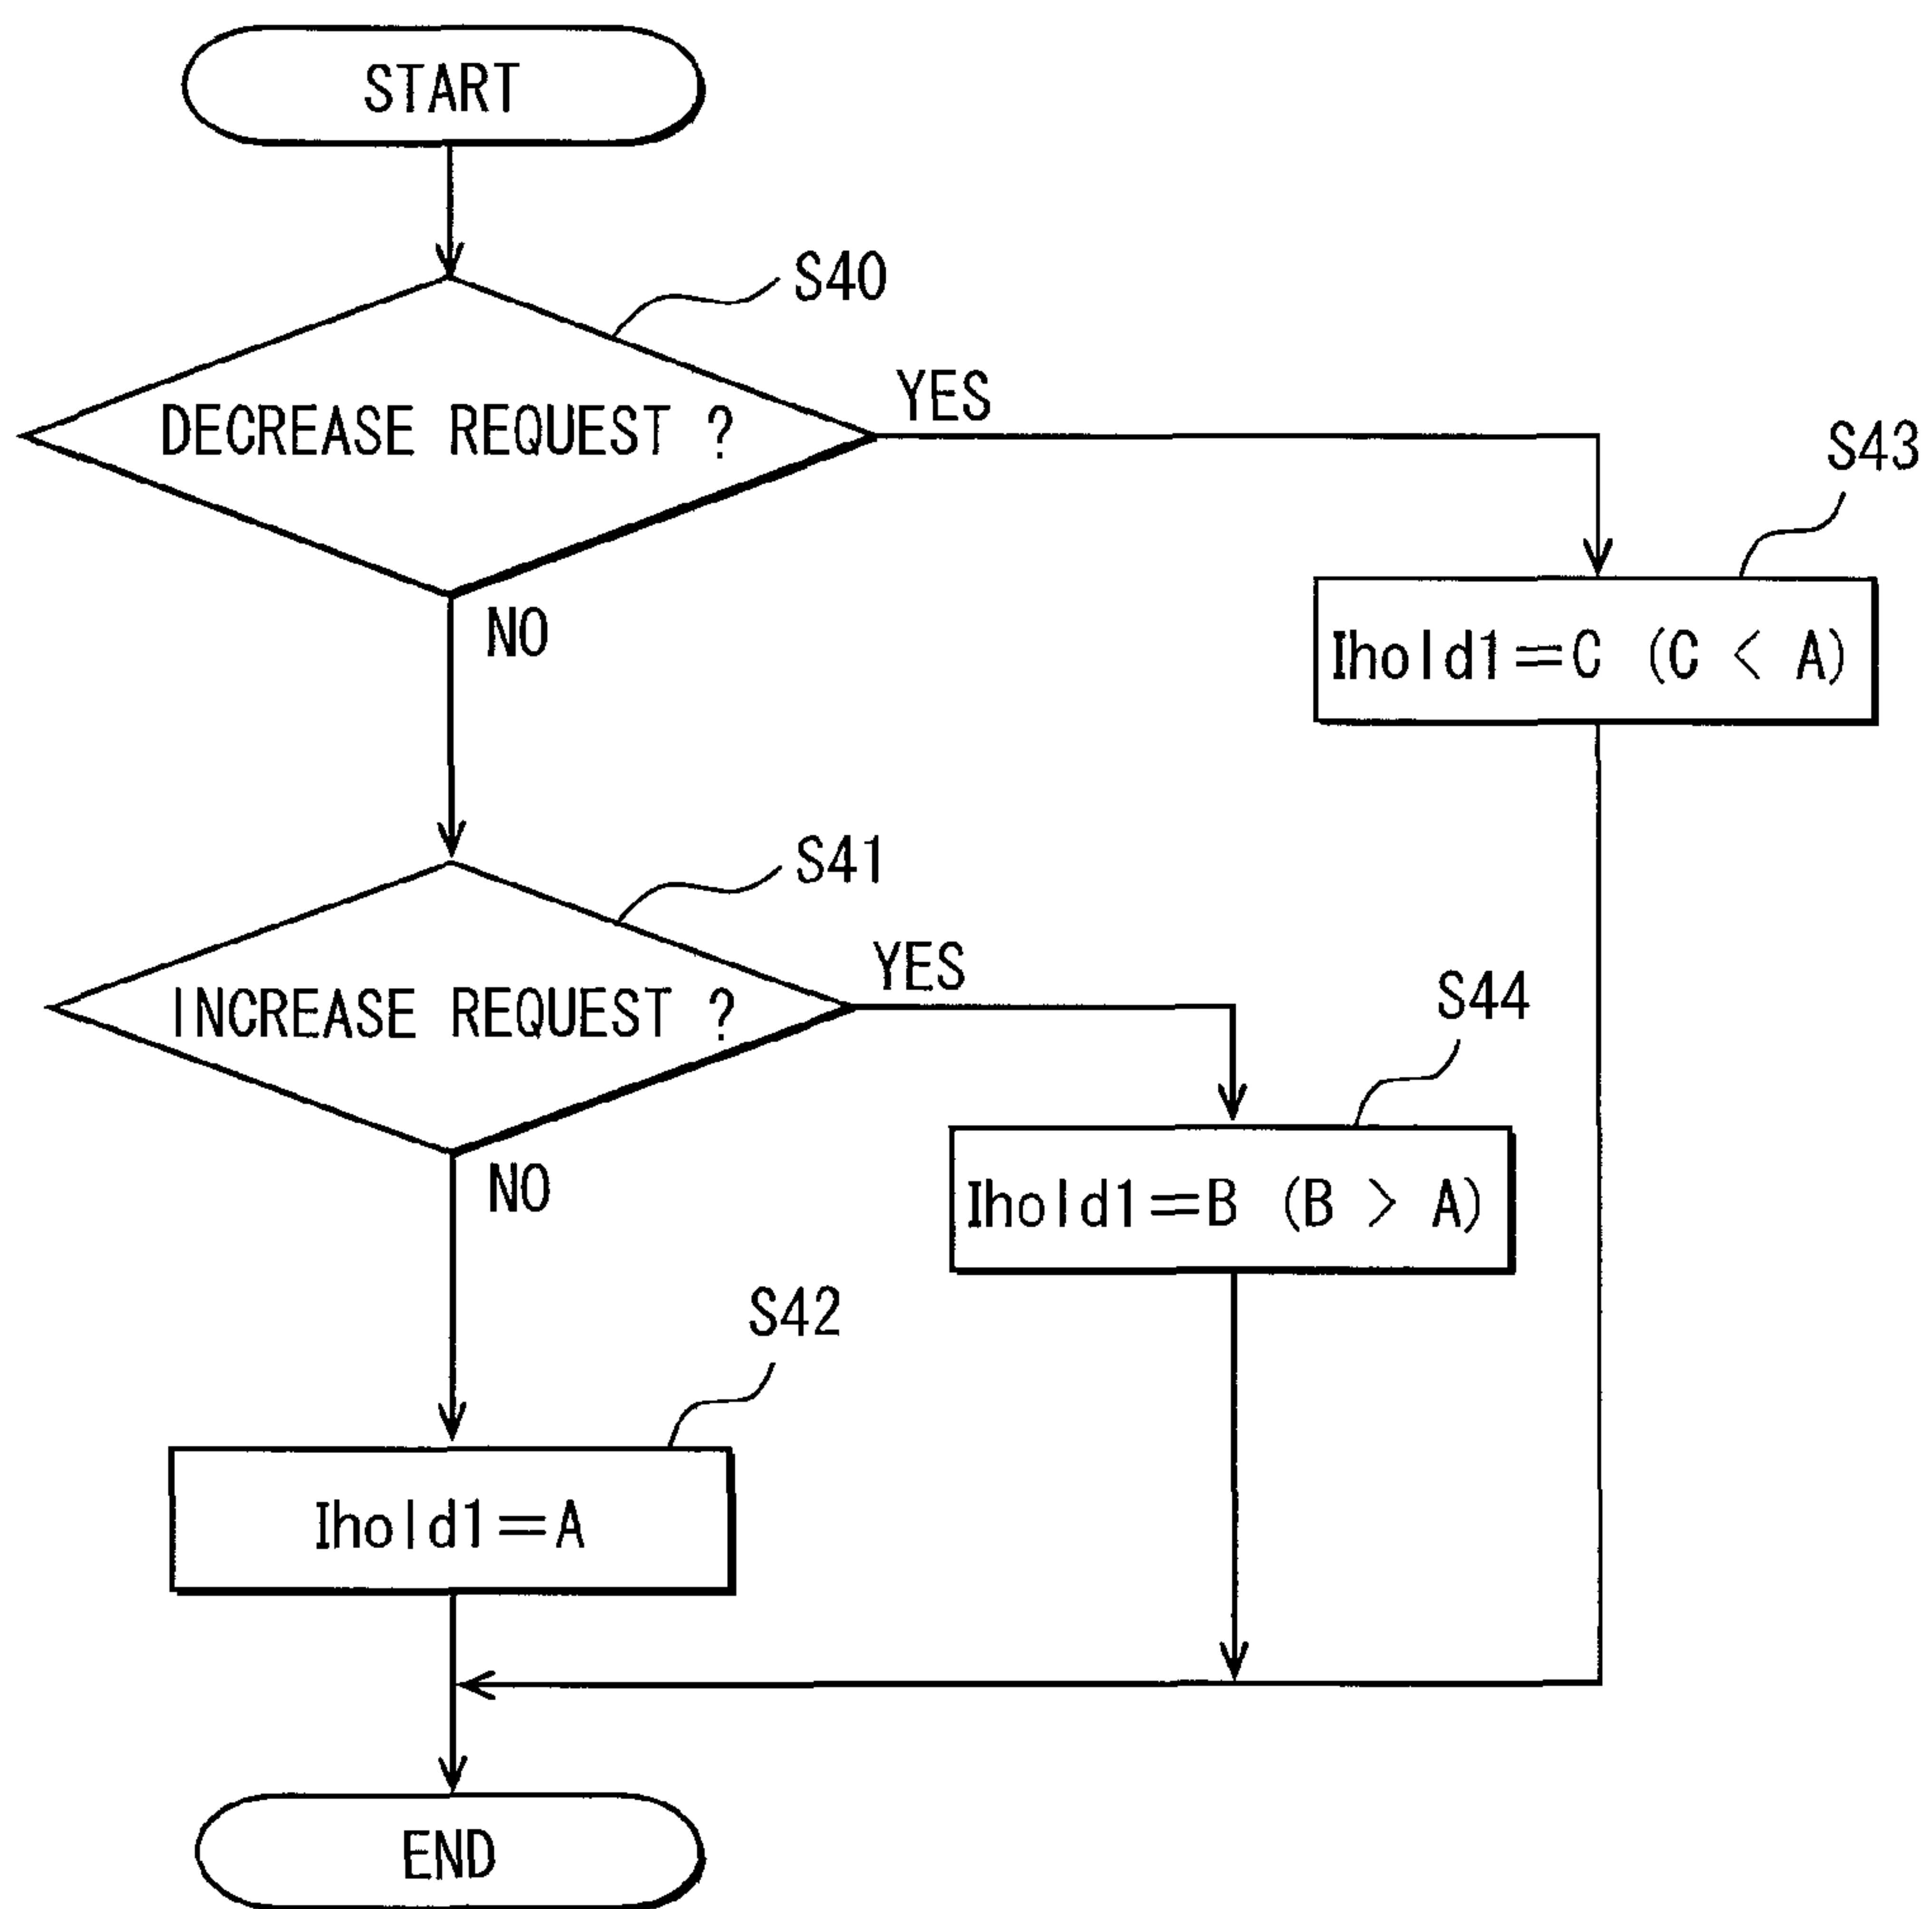 START
S40
DECREASE REQUEST ?
YES
S43
Ihold1=C (C < A)
NO
S41
INCREASE REQUEST ?
YES
S44
Ihold1=B (B > A)
NO
S42
Ihold1=A
END